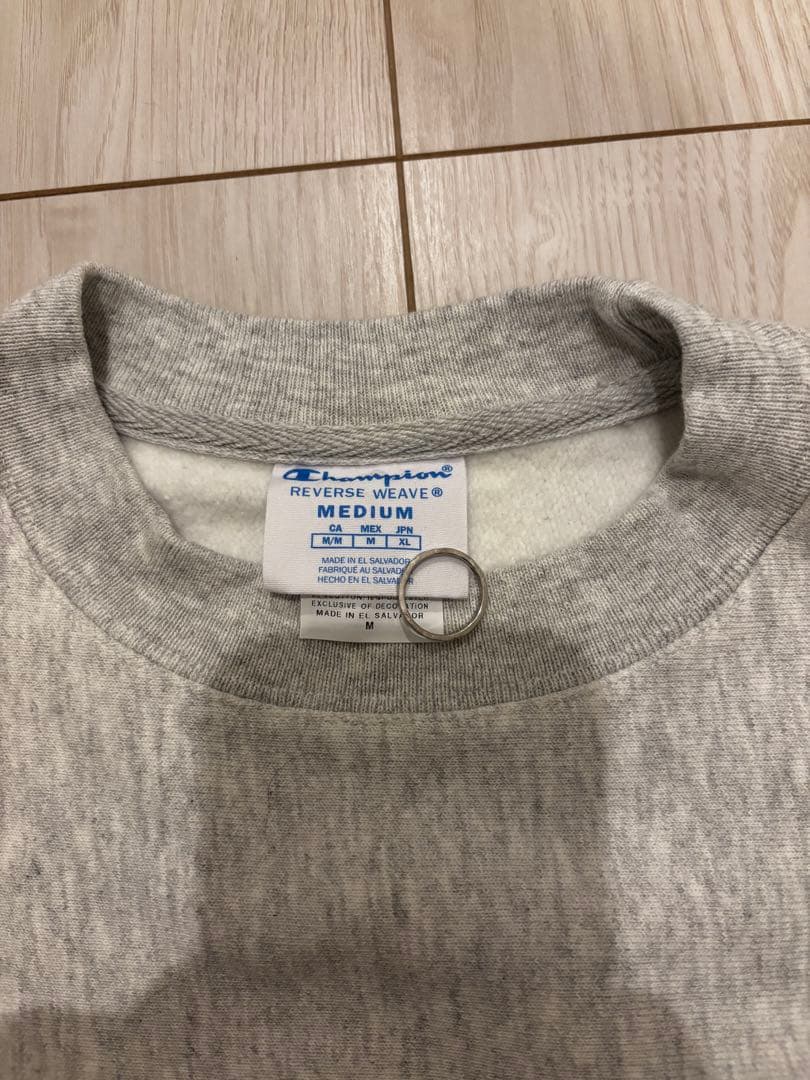 Champion®
REVERSE WEAVE®
MEDIUM
CA MEX JPN
M/M M XL
MADE IN EL SALVADOR
FABRIQUÉ AU
HECHO EN EL SALVADOR
EXCLUSIVE OF DECORATION
MADE IN EL SALVADOR
M